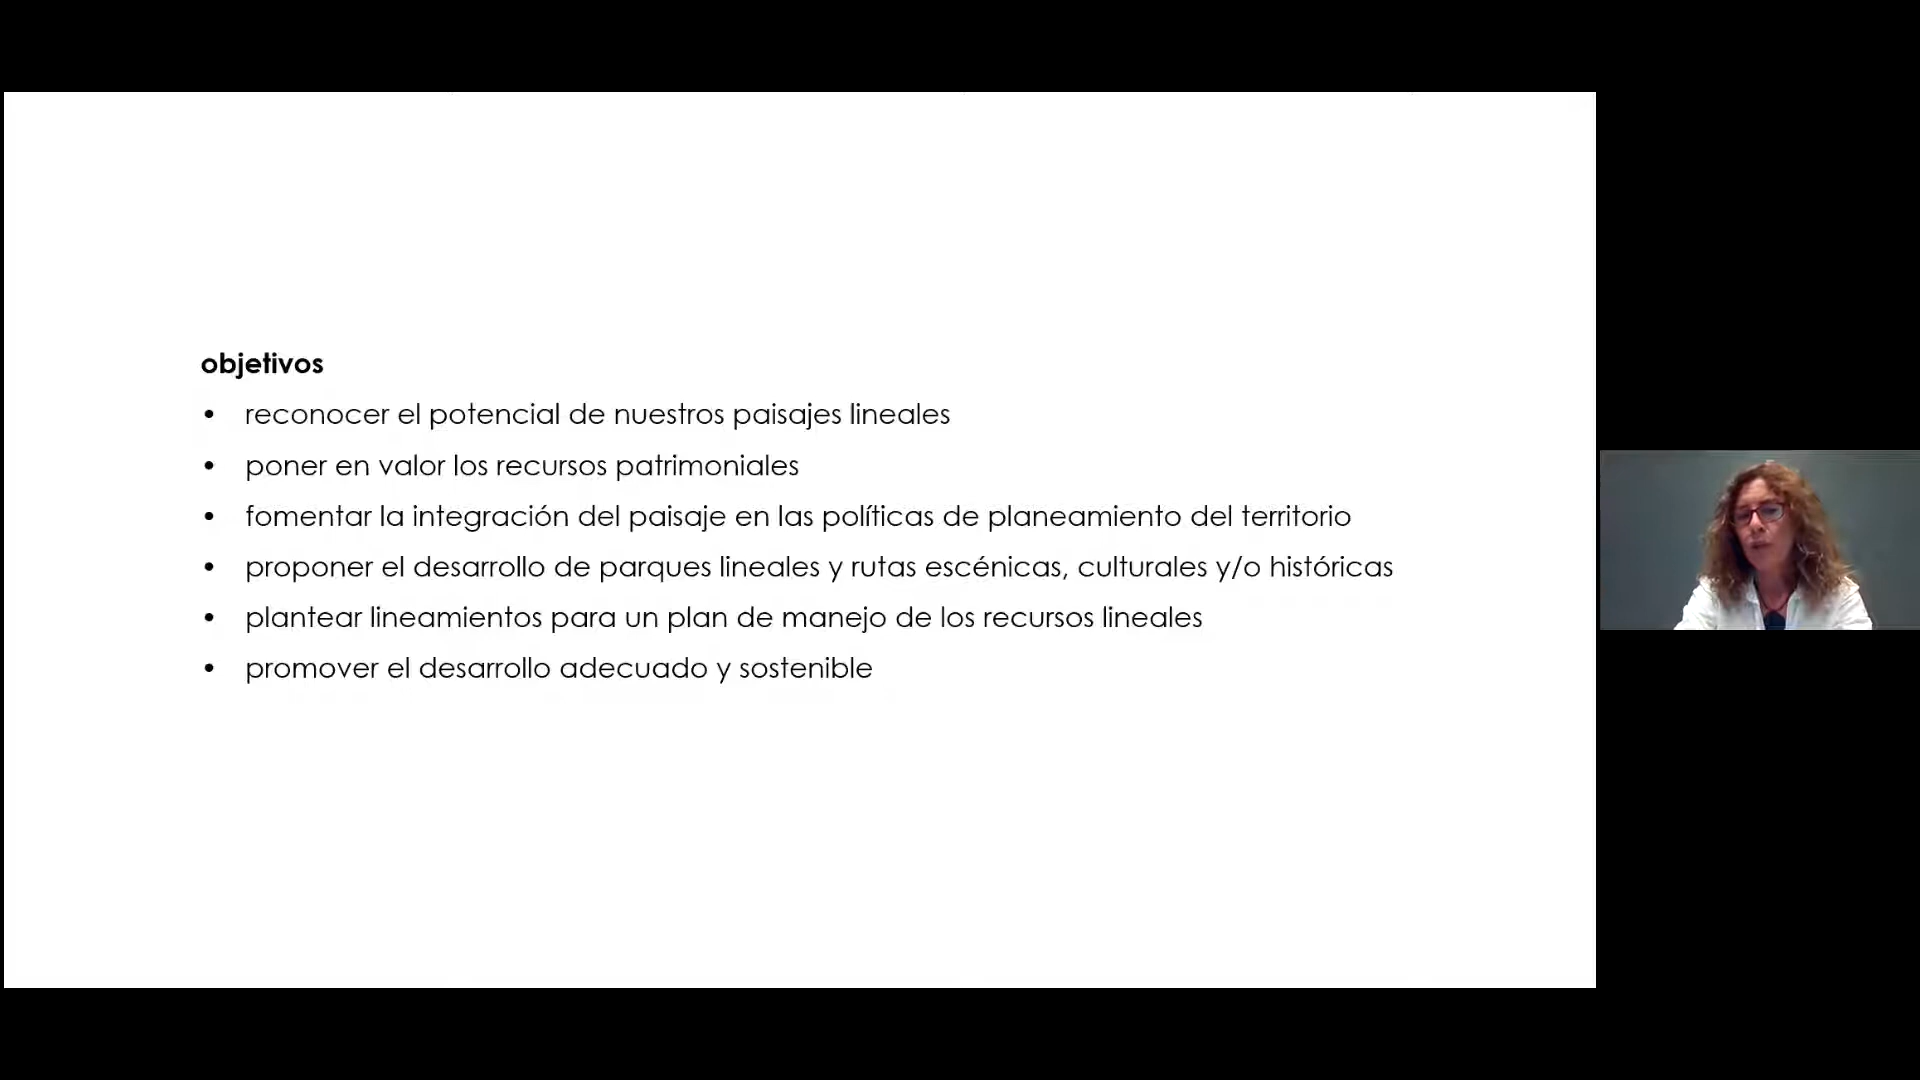 objetivos
• reconocer el potencial de nuestros paisajes lineales
• poner en valor los recursos patrimoniales
• fomentar la integración del paisaje en las políticas de planeamiento del territorio
• proponer el desarrollo de parques lineales y rutas escénicas, culturales y/o históricas
• plantear lineamientos para un plan de manejo de los recursos lineales
• promover el desarrollo adecuado y sostenible